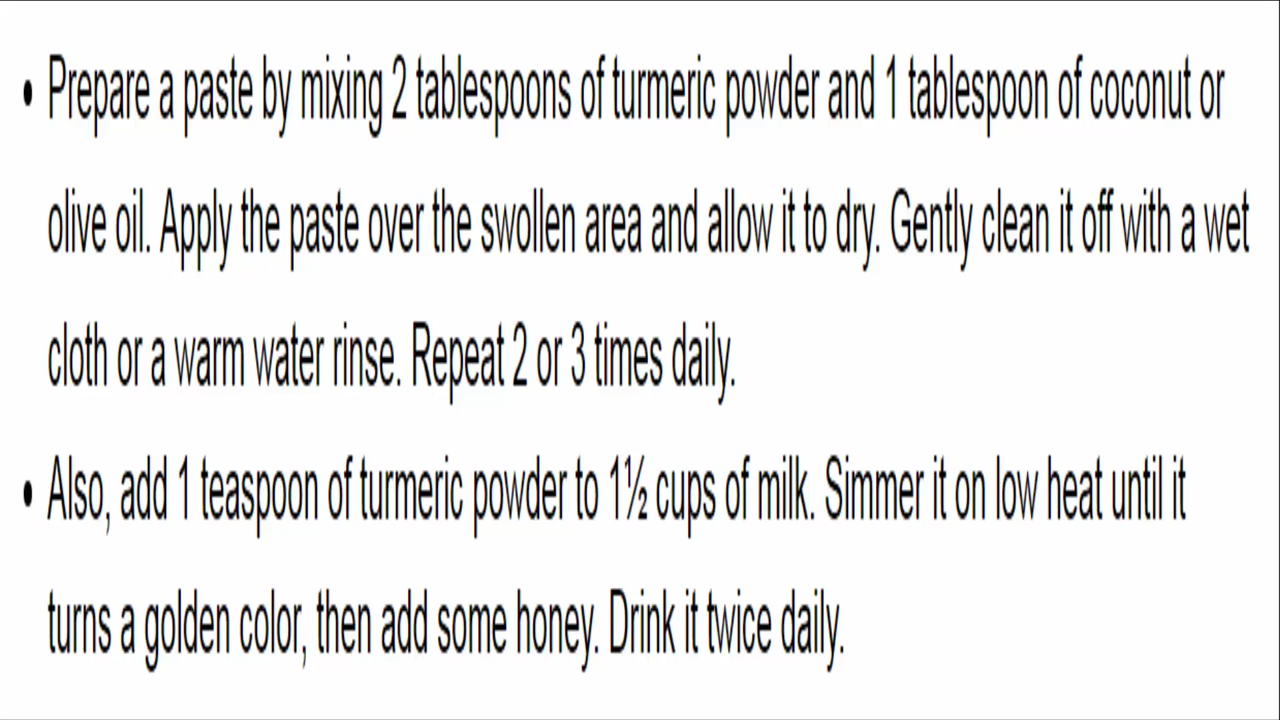 • Prepare a paste by mixing 2 tablespoons of turmeric powder and 1 tablespoon of coconut or
olive oil. Apply the paste over the swollen area and allow it to dry. Gently clean it off with a wet
cloth or a warm water rinse. Repeat 2 or 3 times daily.
• Also, add 1 teaspoon of turmeric powder to 1½ cups of milk. Simmer it on low heat until it
turns a golden color, then add some honey. Drink it twice daily.